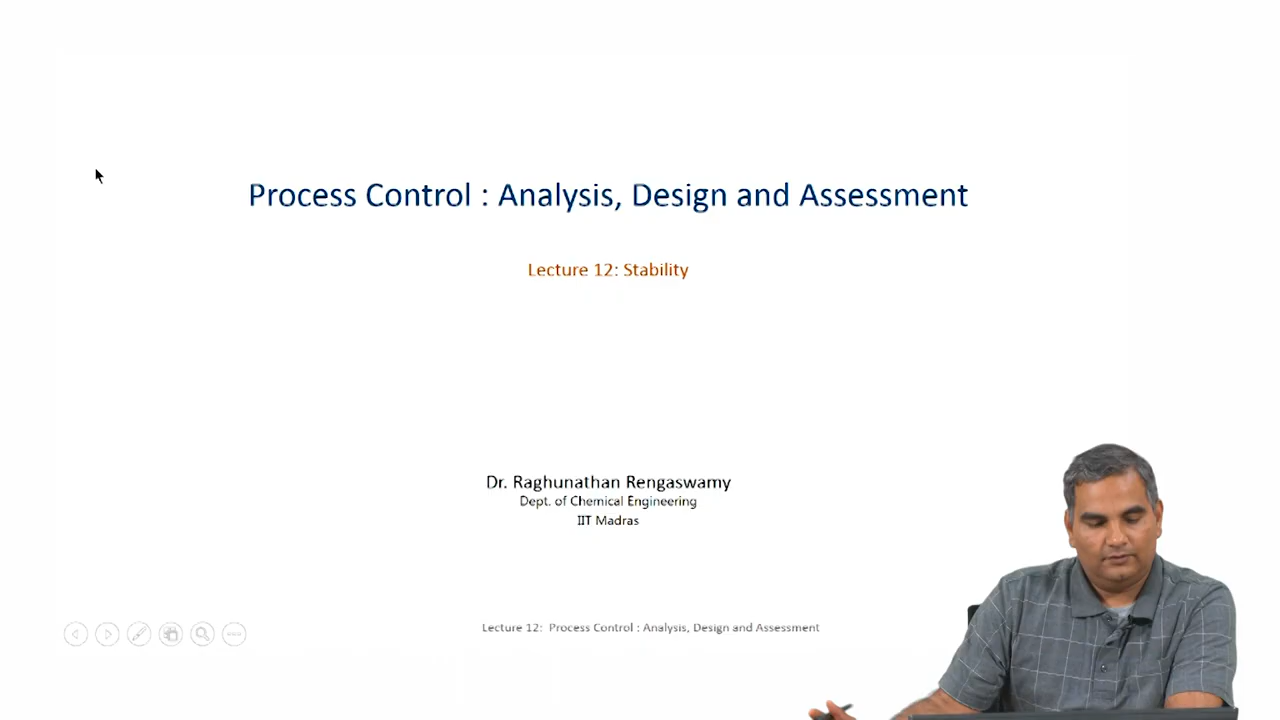 Process Control : Analysis, Design and Assessment
Lecture 12: Stability
Dr. Raghunathan Rengaswamy
Dept. of Chemical Engineering
IIT Madras
Lecture 12: Process Control : Analysis, Design and Assessment